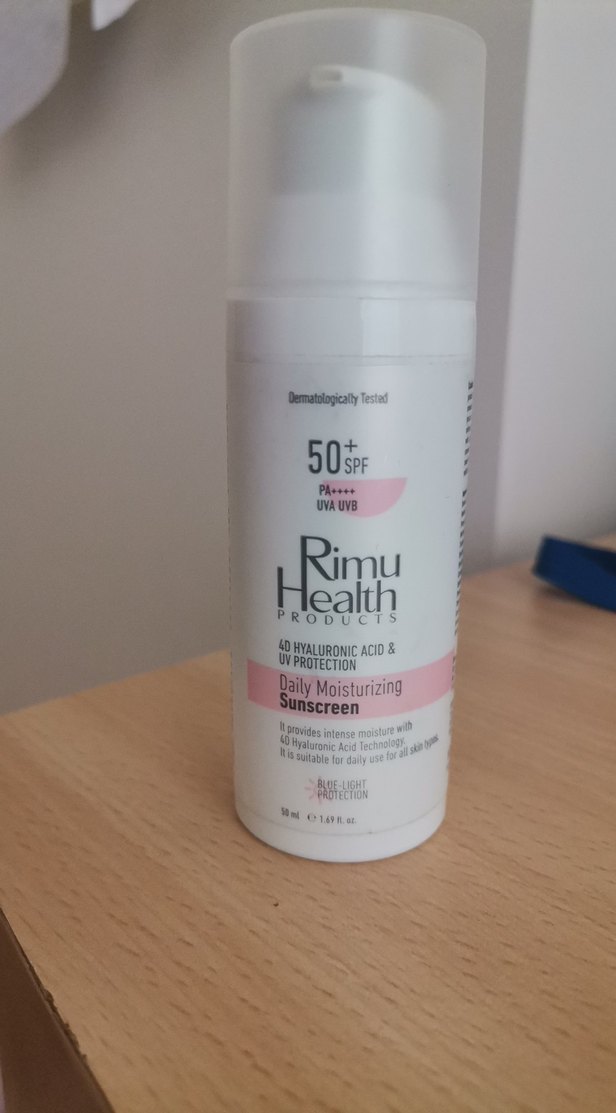 Dermatologically Tested
50+ SPF
PA++++
UVA UVB
Rimu
Health
PRODUCTS
4D HYALURONIC ACID &
UV PROTECTION
Daily Moisturizing
Sunscreen
It provides intense moisture with
4D Hyaluronic Acid Technology.
It is suitable for daily use for all skin types.
BLUE-LIGHT
PROTECTION
50 ml ℮ 1.69 fl. oz.